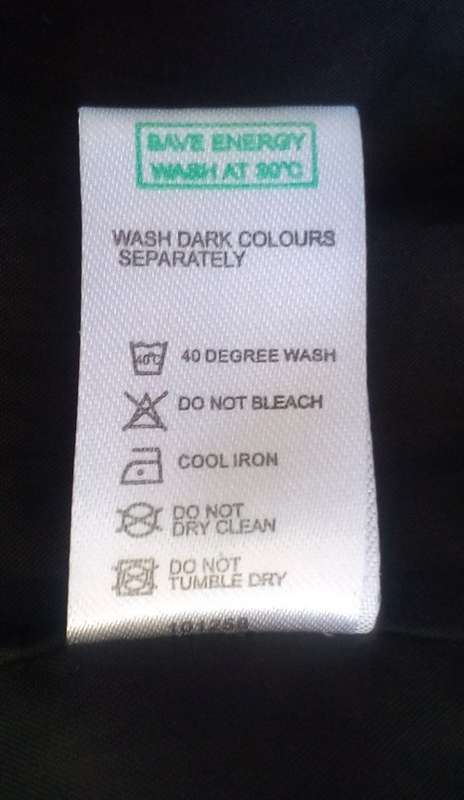 SAVE ENERGY
WASH AT 30°C
WASH DARK COLOURS
SEPARATELY
40°C 40 DEGREE WASH
DO NOT BLEACH
COOL IRON
DO NOT
DRY CLEAN
DO NOT
TUMBLE DRY